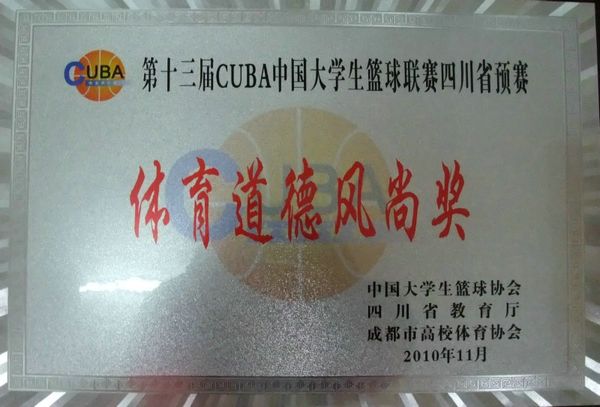 CUBA
第十三届CUBA中国大学生篮球联赛四川省预赛
CUBA
体育道德风尚奖
中国大学生篮球协会
四川省教育厅
成都市高校体育协会
2010年11月